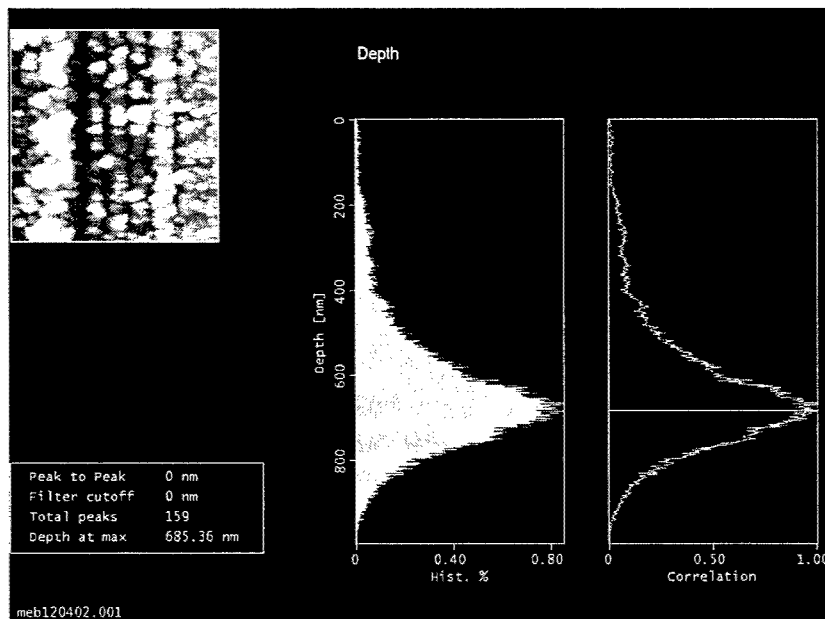 Depth
0
200
400
600
800
Depth [nm]
0
0.40
0.80
Hist. %
0
0.50
1.00
Correlation
Peak to Peak 0 nm
Filter cutoff 0 nm
Total peaks 159
Depth at max 685.36 nm
meb120402.001